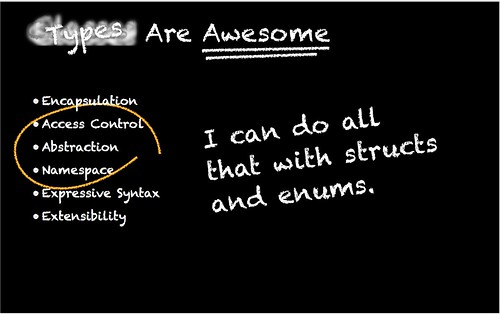 Types Are Awesome
• Encapsulation
• Access Control
• Abstraction
• Namespace
• Expressive Syntax
• Extensibility
I can do all
that with structs
and enums.